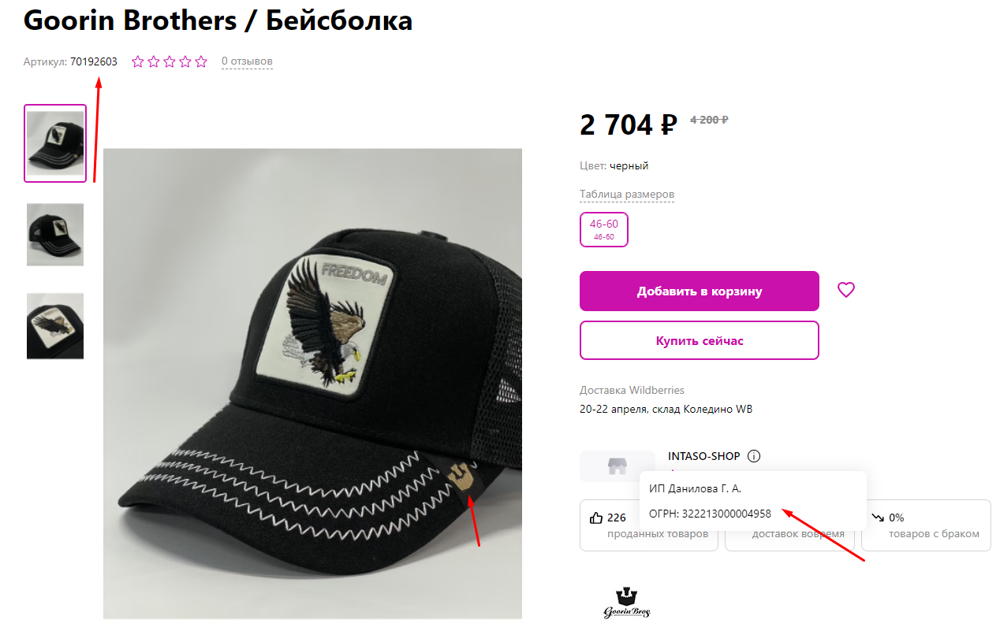 Goorin Brothers / Бейсболка
Артикул: 70192603
0 отзывов
2 704 ₽ 4 200 ₽
Цвет: черный
Таблица размеров
46-60
46-60
Добавить в корзину
Купить сейчас
Доставка Wildberries
20-22 апреля, склад Коледино WB
INTASO-SHOP
ИП Данилова Г. А.
ОГРН: 322213000004958
226
проданных товаров
доставок вовремя
0%
товаров с браком
Goorin Bros.
FREEDOM